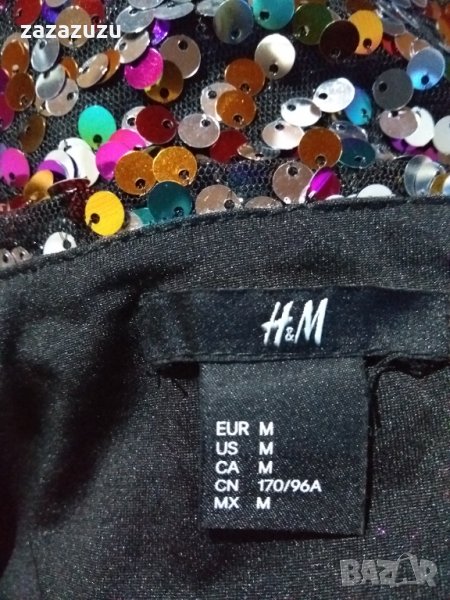 zazazuzu
H&M
EUR M
US M
CA M
CN 170/96A
MX M
BAZAR